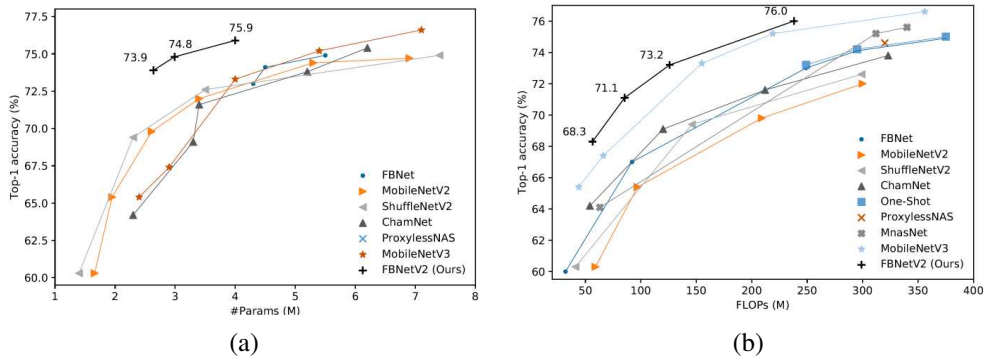 77.5
75.0
72.5
70.0
67.5
65.0
62.5
60.0
Top-1 accuracy (%)
73.9
74.8
75.9
FBNet
MobileNetV2
ShuffleNetV2
ChamNet
ProxylessNAS
MobileNetV3
FBNetV2 (Ours)
1 2 3 4 5 6 7 8
#Params (M)
(a)
76
74
72
70
68
66
64
62
60
Top-1 accuracy (%)
68.3
71.1
73.2
76.0
FBNet
MobileNetV2
ShuffleNetV2
ChamNet
One-Shot
ProxylessNAS
MnasNet
MobileNetV3
FBNetV2 (Ours)
50 100 150 200 250 300 350 400
FLOPs (M)
(b)